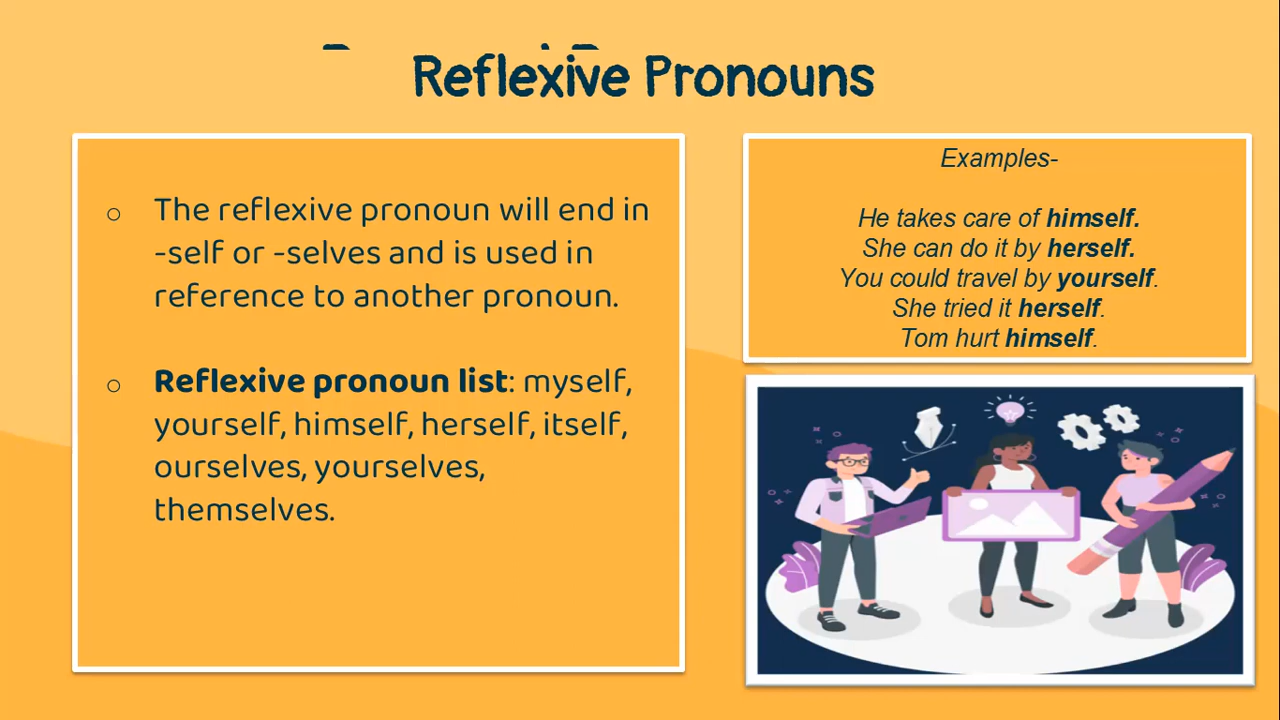 Reflexive Pronouns
○ The reflexive pronoun will end in
-self or -selves and is used in
reference to another pronoun.
○ Reflexive pronoun list: myself,
yourself, himself, herself, itself,
ourselves, yourselves,
themselves.
Examples-
He takes care of himself.
She can do it by herself.
You could travel by yourself.
She tried it herself.
Tom hurt himself.